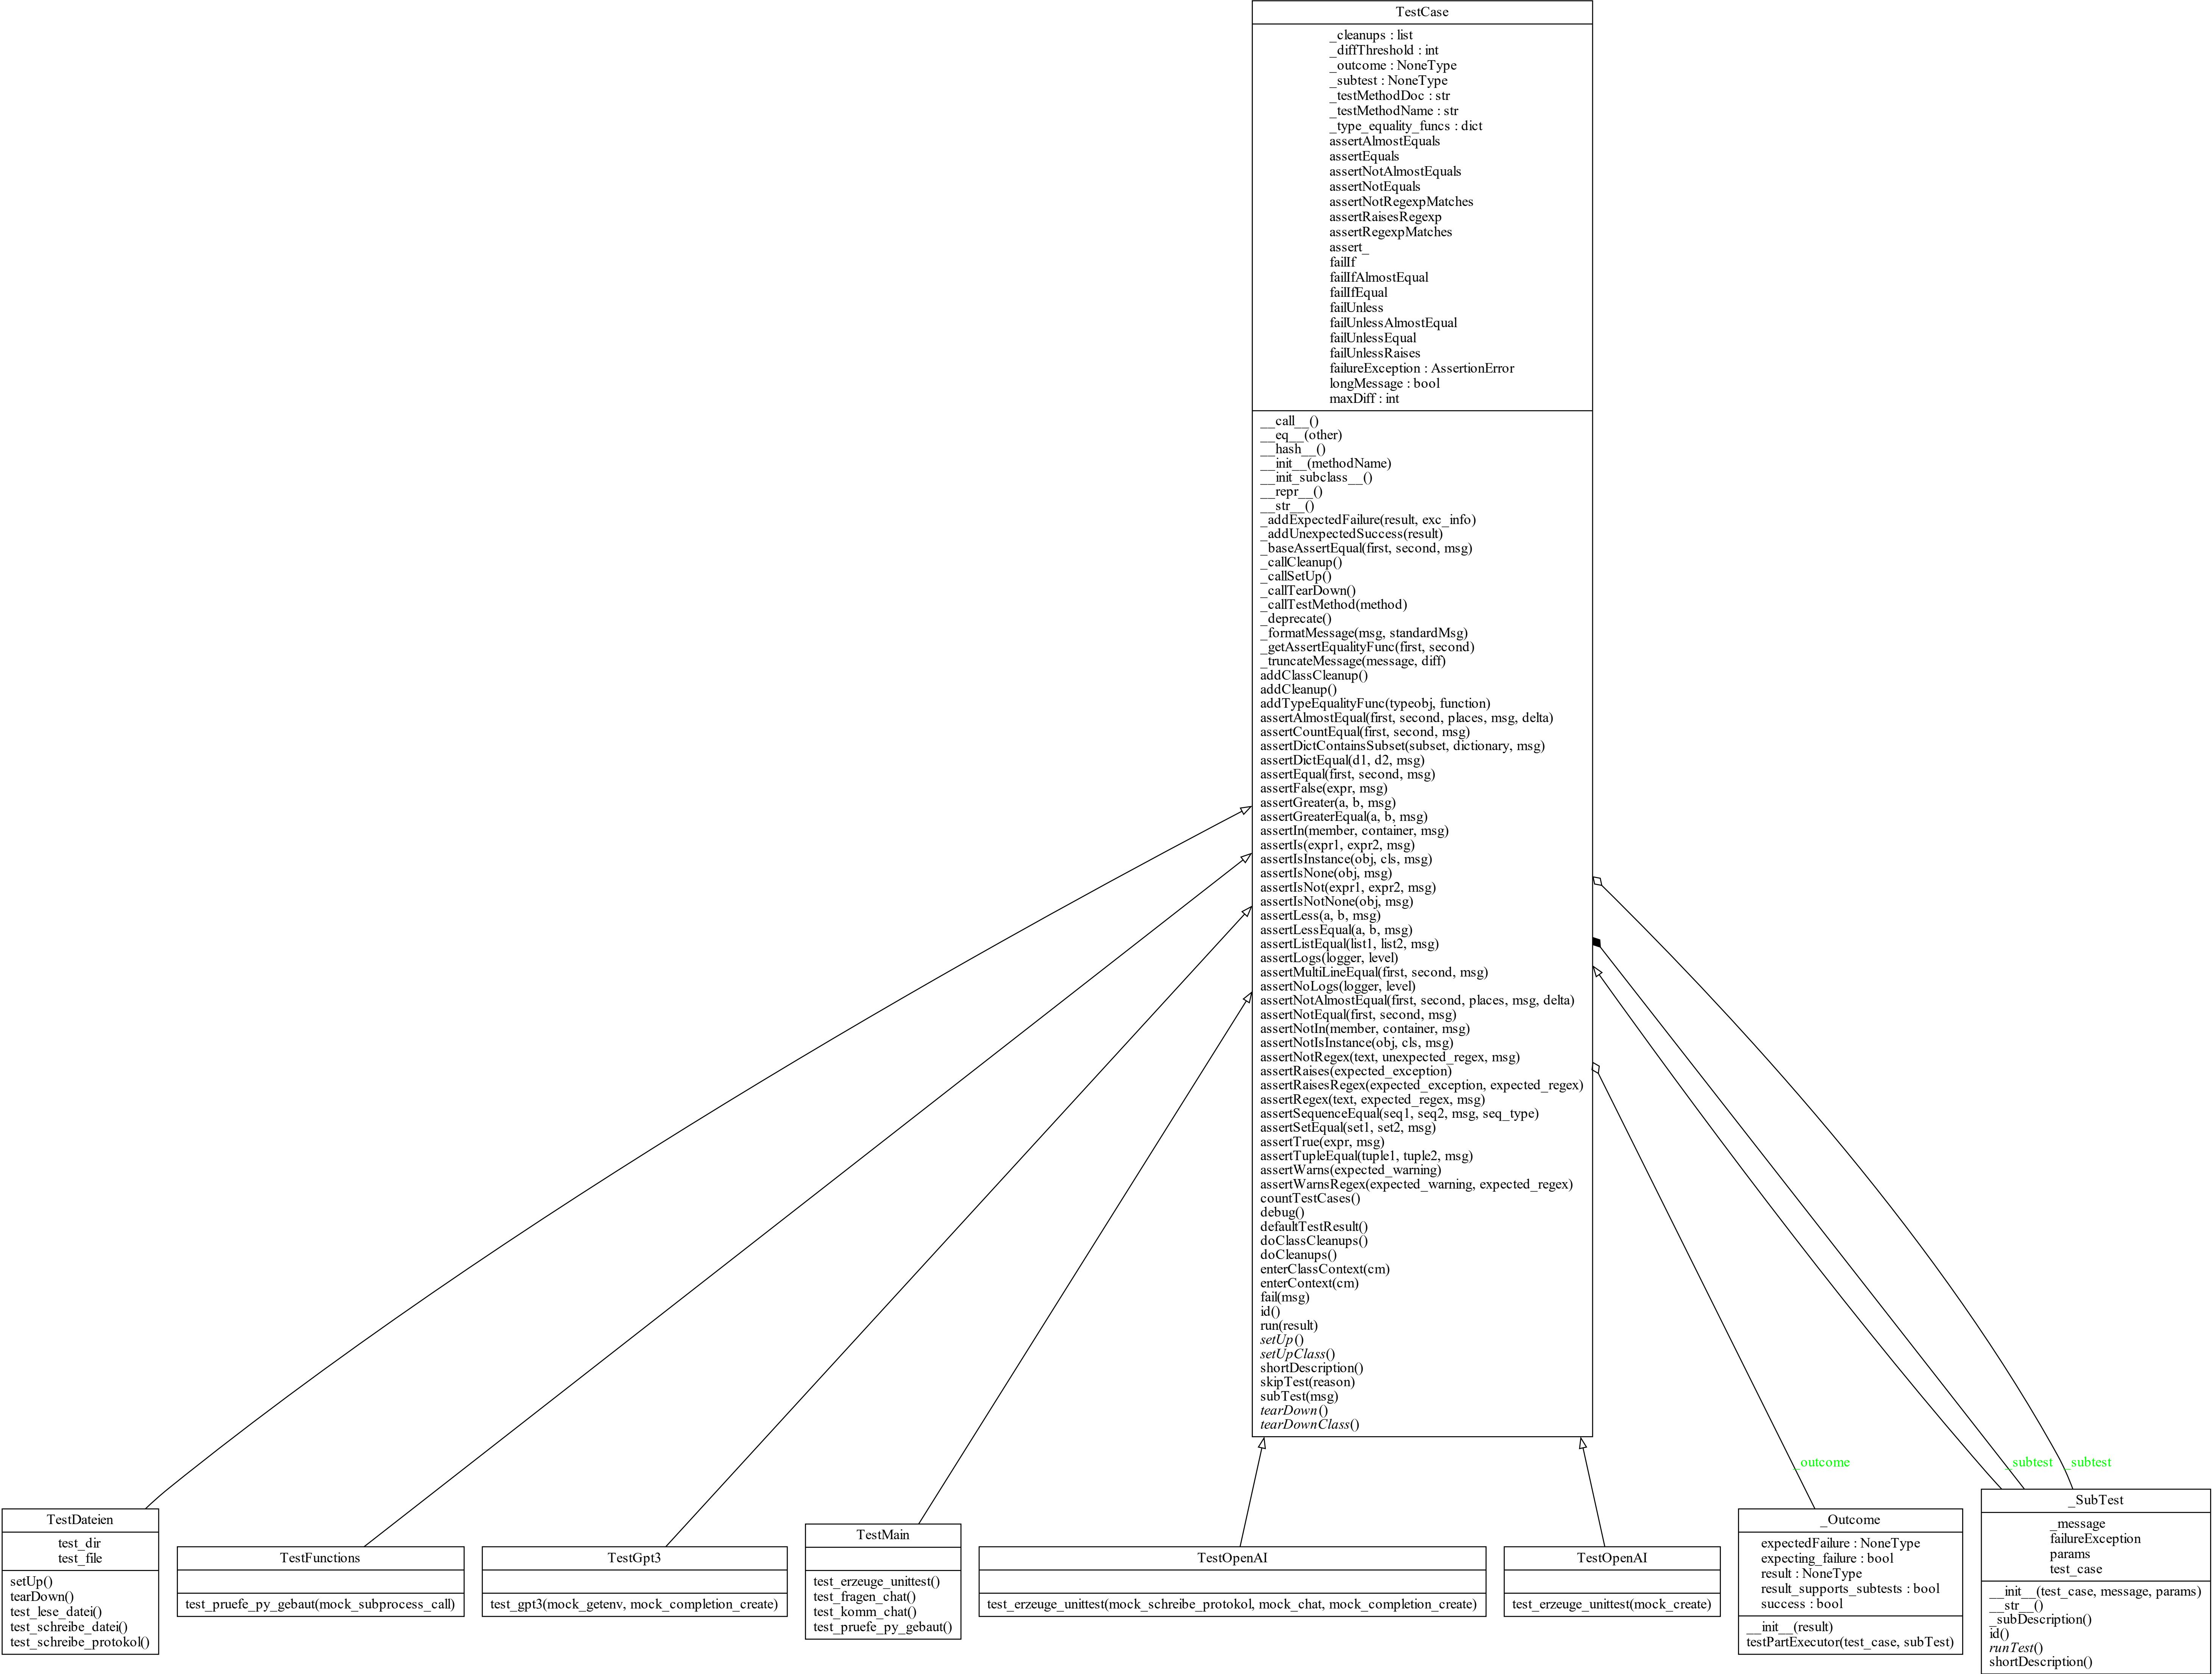 TestCase
_cleanups : list
_diffThreshold : int
_outcome : NoneType
_subtest : NoneType
_testMethodDoc : str
_testMethodName : str
_type_equality_funcs : dict
assertAlmostEquals
assertEquals
assertNotAlmostEquals
assertNotEquals
assertNotRegexpMatches
assertRaisesRegexp
assertRegexpMatches
assert_
failIf
failIfAlmostEqual
failIfEqual
failUnless
failUnlessAlmostEqual
failUnlessEqual
failUnlessRaises
failureException : AssertionError
longMessage : bool
maxDiff : int
__call__()
__eq__(other)
__hash__()
__init__(methodName)
__init_subclass__()
__repr__()
__str__()
_addExpectedFailure(result, exc_info)
_addUnexpectedSuccess(result)
_baseAssertEqual(first, second, msg)
_callCleanup()
_callSetUp()
_callTearDown()
_callTestMethod(method)
_deprecate()
_formatMessage(msg, standardMsg)
_getAssertEqualityFunc(first, second)
_truncateMessage(message, diff)
addClassCleanup()
addCleanup()
addTypeEqualityFunc(typeobj, function)
assertAlmostEqual(first, second, places, msg, delta)
assertCountEqual(first, second, msg)
assertDictContainsSubset(subset, dictionary, msg)
assertDictEqual(d1, d2, msg)
assertEqual(first, second, msg)
assertFalse(expr, msg)
assertGreater(a, b, msg)
assertGreaterEqual(a, b, msg)
assertIn(member, container, msg)
assertIs(expr1, expr2, msg)
assertIsInstance(obj, cls, msg)
assertIsNone(obj, msg)
assertIsNot(expr1, expr2, msg)
assertIsNotNone(obj, msg)
assertLess(a, b, msg)
assertLessEqual(a, b, msg)
assertListEqual(list1, list2, msg)
assertLogs(logger, level)
assertMultiLineEqual(first, second, msg)
assertNoLogs(logger, level)
assertNotAlmostEqual(first, second, places, msg, delta)
assertNotEqual(first, second, msg)
assertNotIn(member, container, msg)
assertNotIsInstance(obj, cls, msg)
assertNotRegex(text, unexpected_regex, msg)
assertRaises(expected_exception)
assertRaisesRegex(expected_exception, expected_regex)
assertRegex(text, expected_regex, msg)
assertSequenceEqual(seq1, seq2, msg, seq_type)
assertSetEqual(set1, set2, msg)
assertTrue(expr, msg)
assertTupleEqual(tuple1, tuple2, msg)
assertWarns(expected_warning)
assertWarnsRegex(expected_warning, expected_regex)
countTestCases()
debug()
defaultTestResult()
doClassCleanups()
doCleanups()
enterClassContext(cm)
enterContext(cm)
fail(msg)
id()
run(result)
setUp()
setUpClass()
shortDescription()
skipTest(reason)
subTest(msg)
tearDown()
tearDownClass()
_outcome
_subtest
_subtest
TestDateien
test_dir
test_file
setUp()
tearDown()
test_lese_datei()
test_schreibe_datei()
test_schreibe_protokol()
TestFunctions
test_pruefe_py_gebaut(mock_subprocess_call)
TestGpt3
test_gpt3(mock_getenv, mock_completion_create)
TestMain
test_erzeuge_unittest()
test_fragen_chat()
test_komm_chat()
test_pruefe_py_gebaut()
TestOpenAI
test_erzeuge_unittest(mock_schreibe_protokol, mock_chat, mock_completion_create)
TestOpenAI
test_erzeuge_unittest(mock_create)
_Outcome
expectedFailure : NoneType
expecting_failure : bool
result : NoneType
result_supports_subtests : bool
success : bool
__init__(result)
testPartExecutor(test_case, subTest)
_SubTest
_message
failureException
params
test_case
__init__(test_case, message, params)
__str__()
_subDescription()
id()
runTest()
shortDescription()